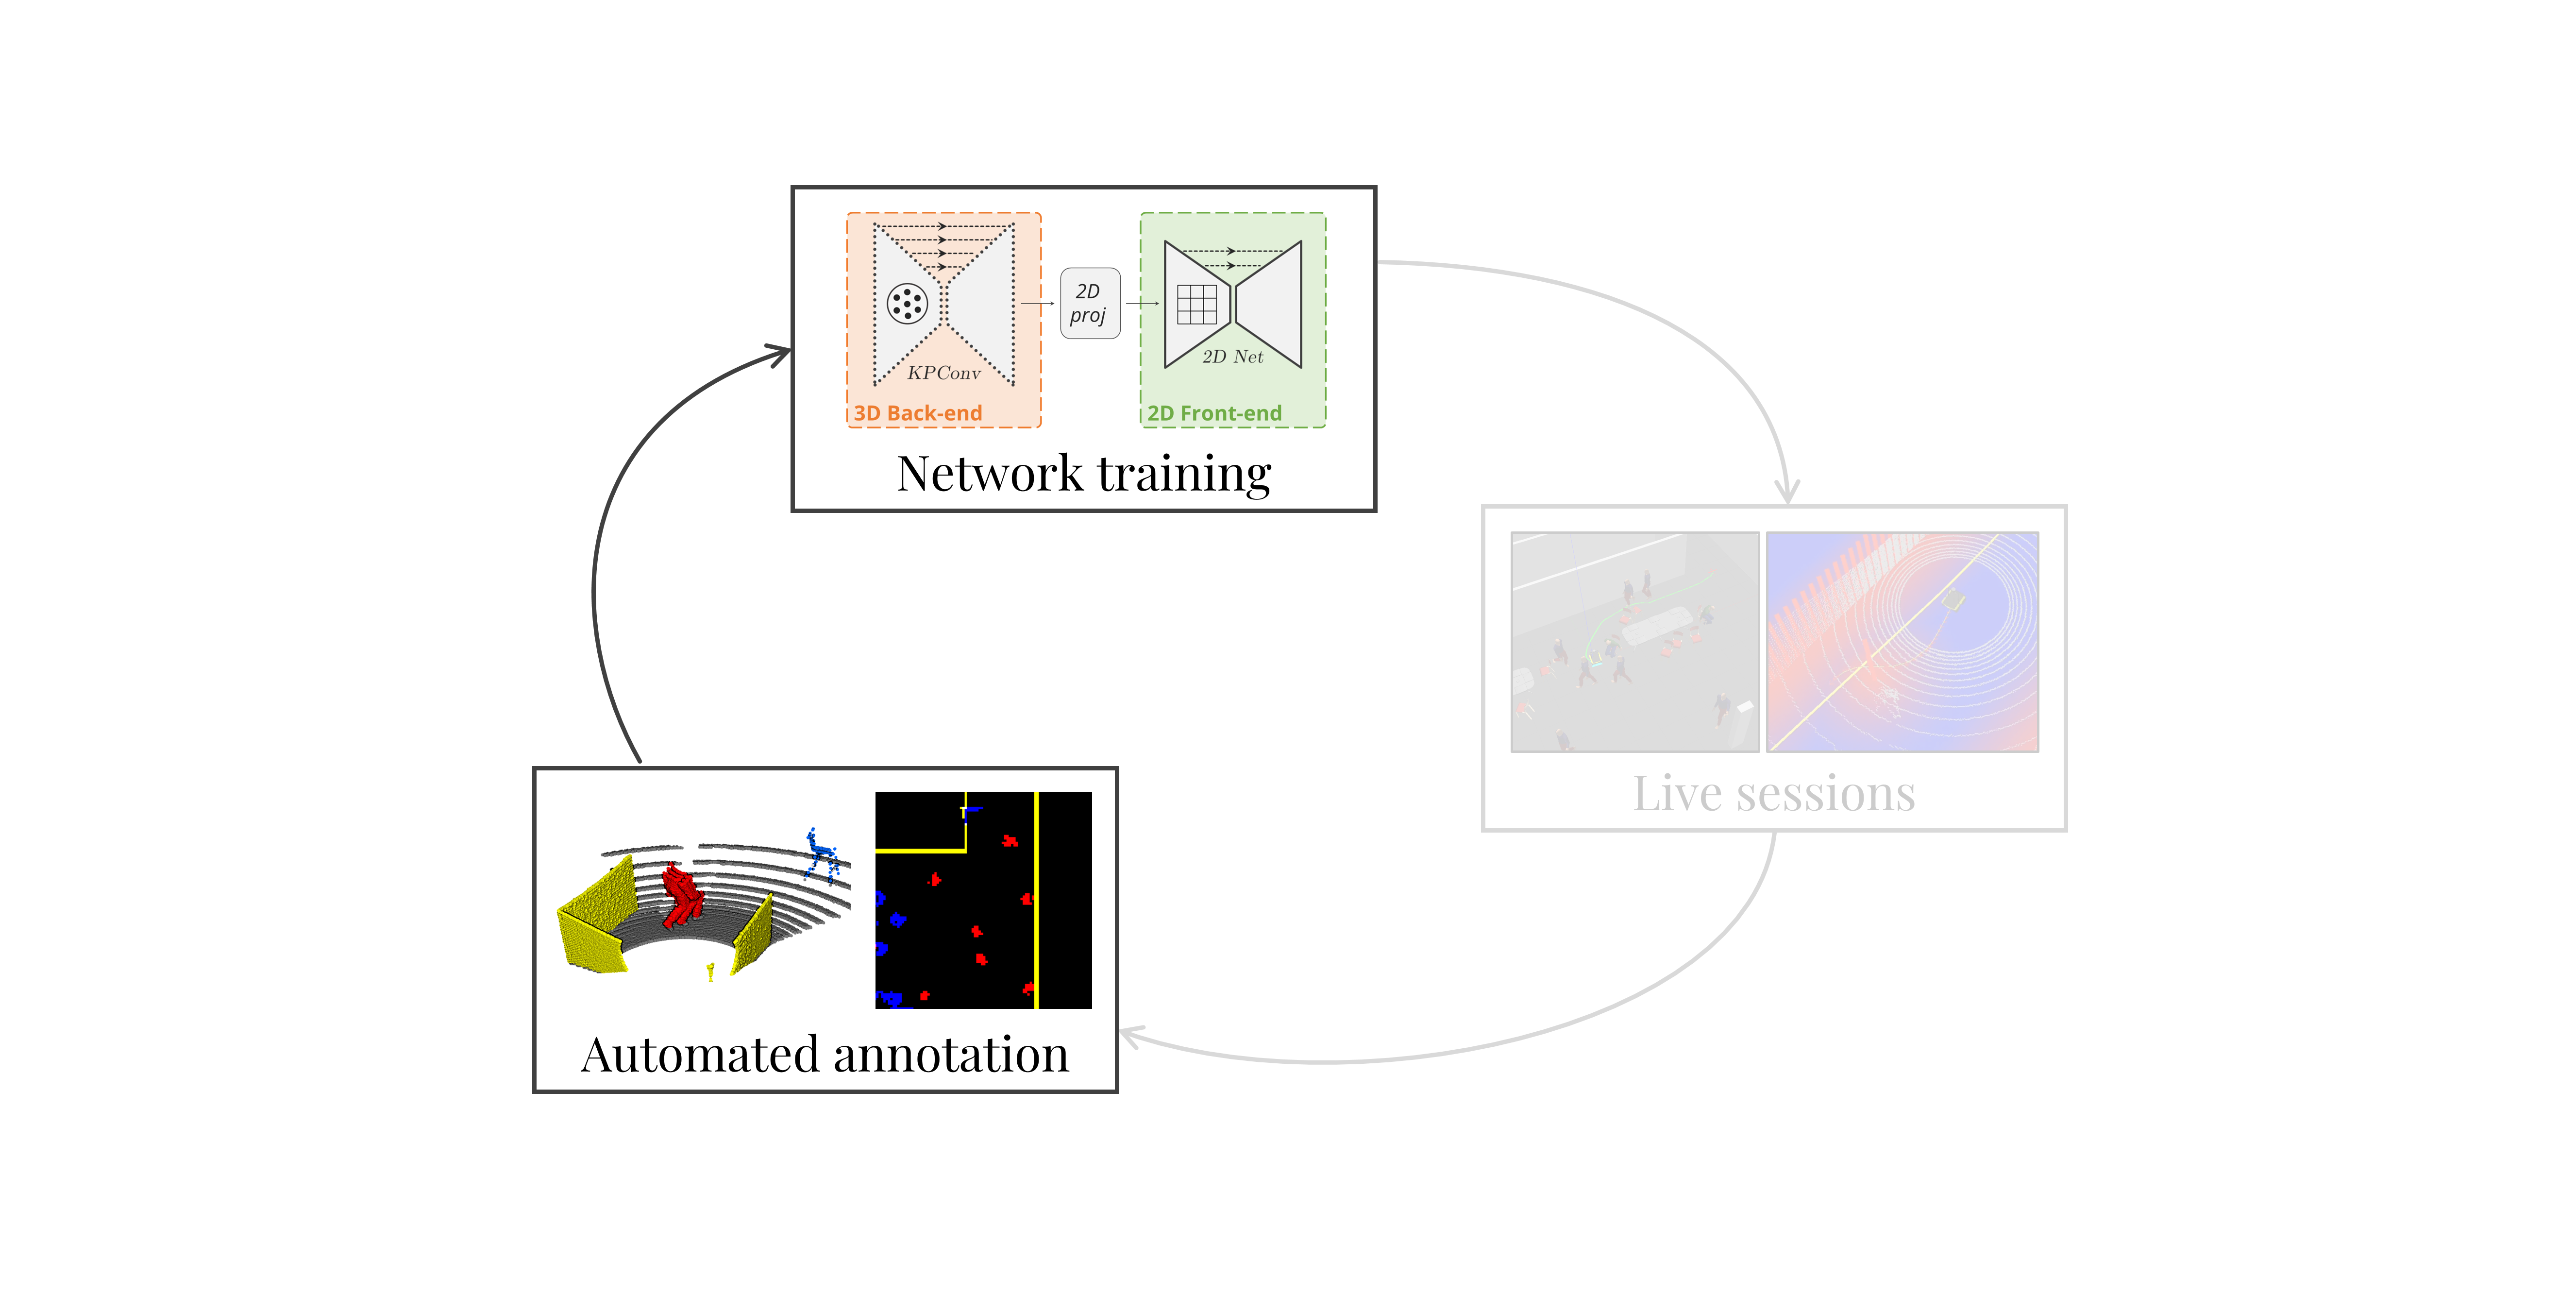 2D
proj
KPConv
2D Net
3D Back-end
2D Front-end
Network training
Live sessions
Automated annotation